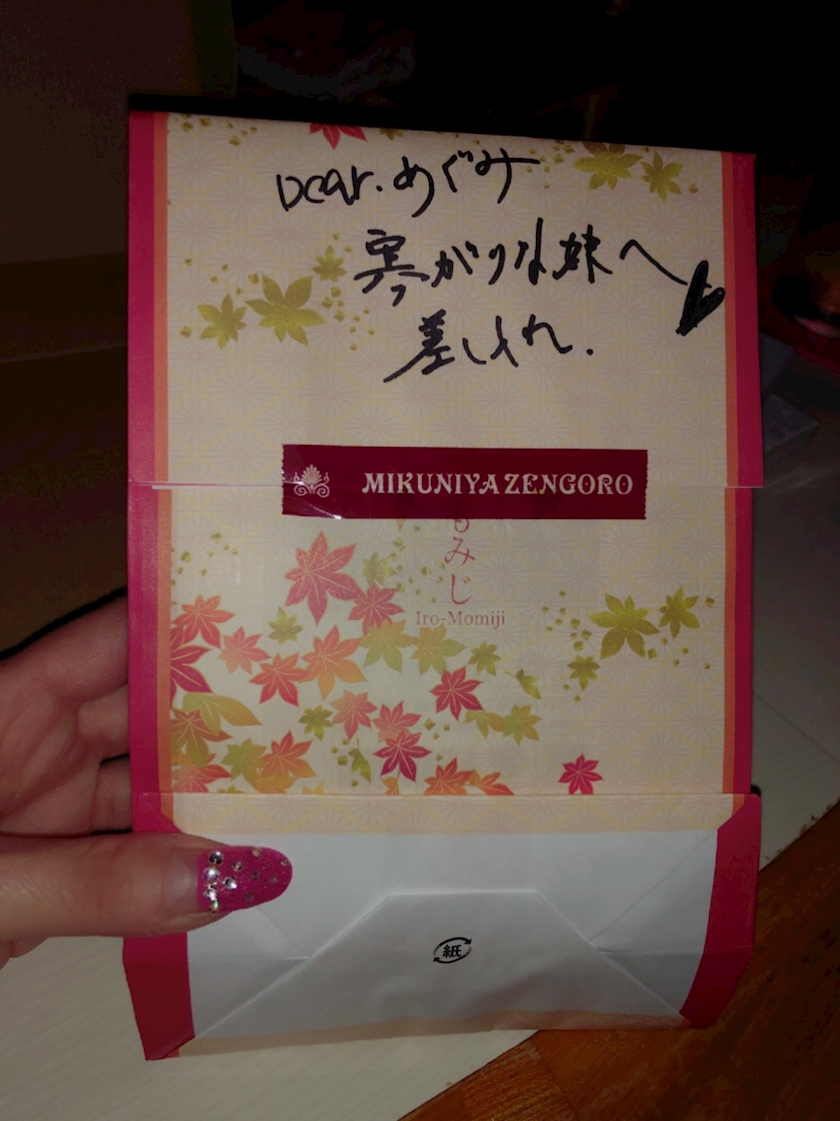 Dear. めぐみ
寒がりな妹へ
差し入れ.
MIKUNIYA ZENGORO
もみじ
Iro-Momiji
紙